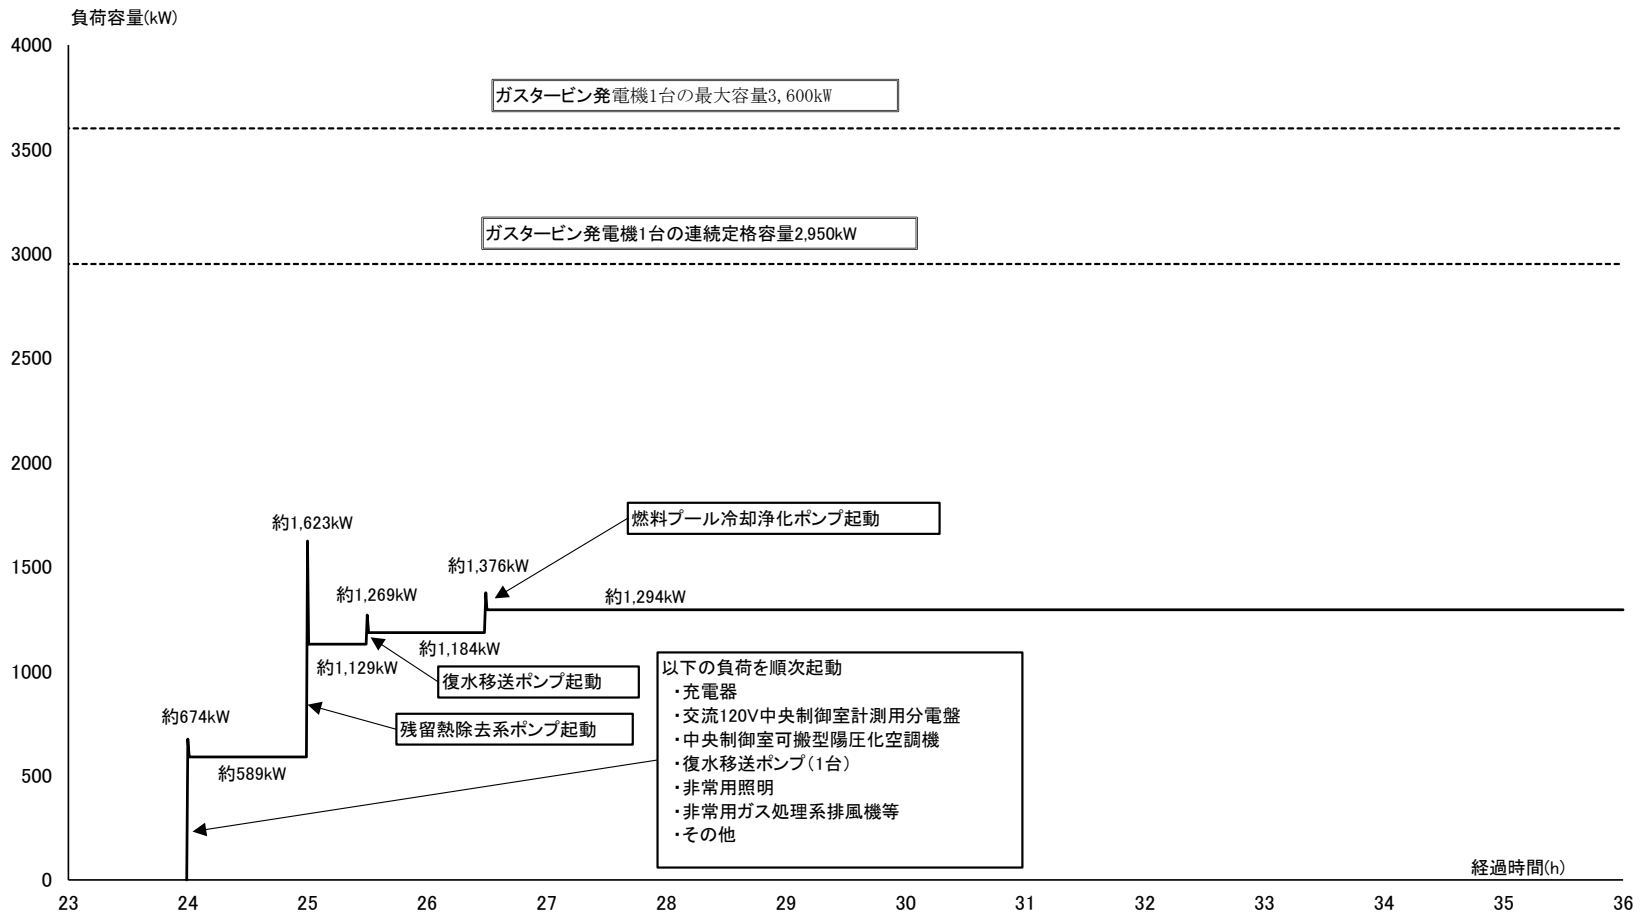 負荷容量(kW)
4000
ガスタービン発電機1台の最大容量3,600kW
3500
ガスタービン発電機1台の連続定格容量2,950kW
3000
2500
2000
燃料プール冷却浄化ポンプ起動
約1,623kW
1500
約1,376kW
約1,269kW
約1,294kW
約1,184kW
1000
約1,129kW
復水移送ポンプ起動
残留熱除去系ポンプ起動
約674kW
約589kW
500
以下の負荷を順次起動
・充電器
・交流120V中央制御室計測用分電盤
・中央制御室可搬型陽圧化空調機
・復水移送ポンプ(1台)
・非常用照明
・非常用ガス処理系排風機等
・その他
経過時間(h)
0
23 24 25 26 27 28 29 30 31 32 33 34 35 36